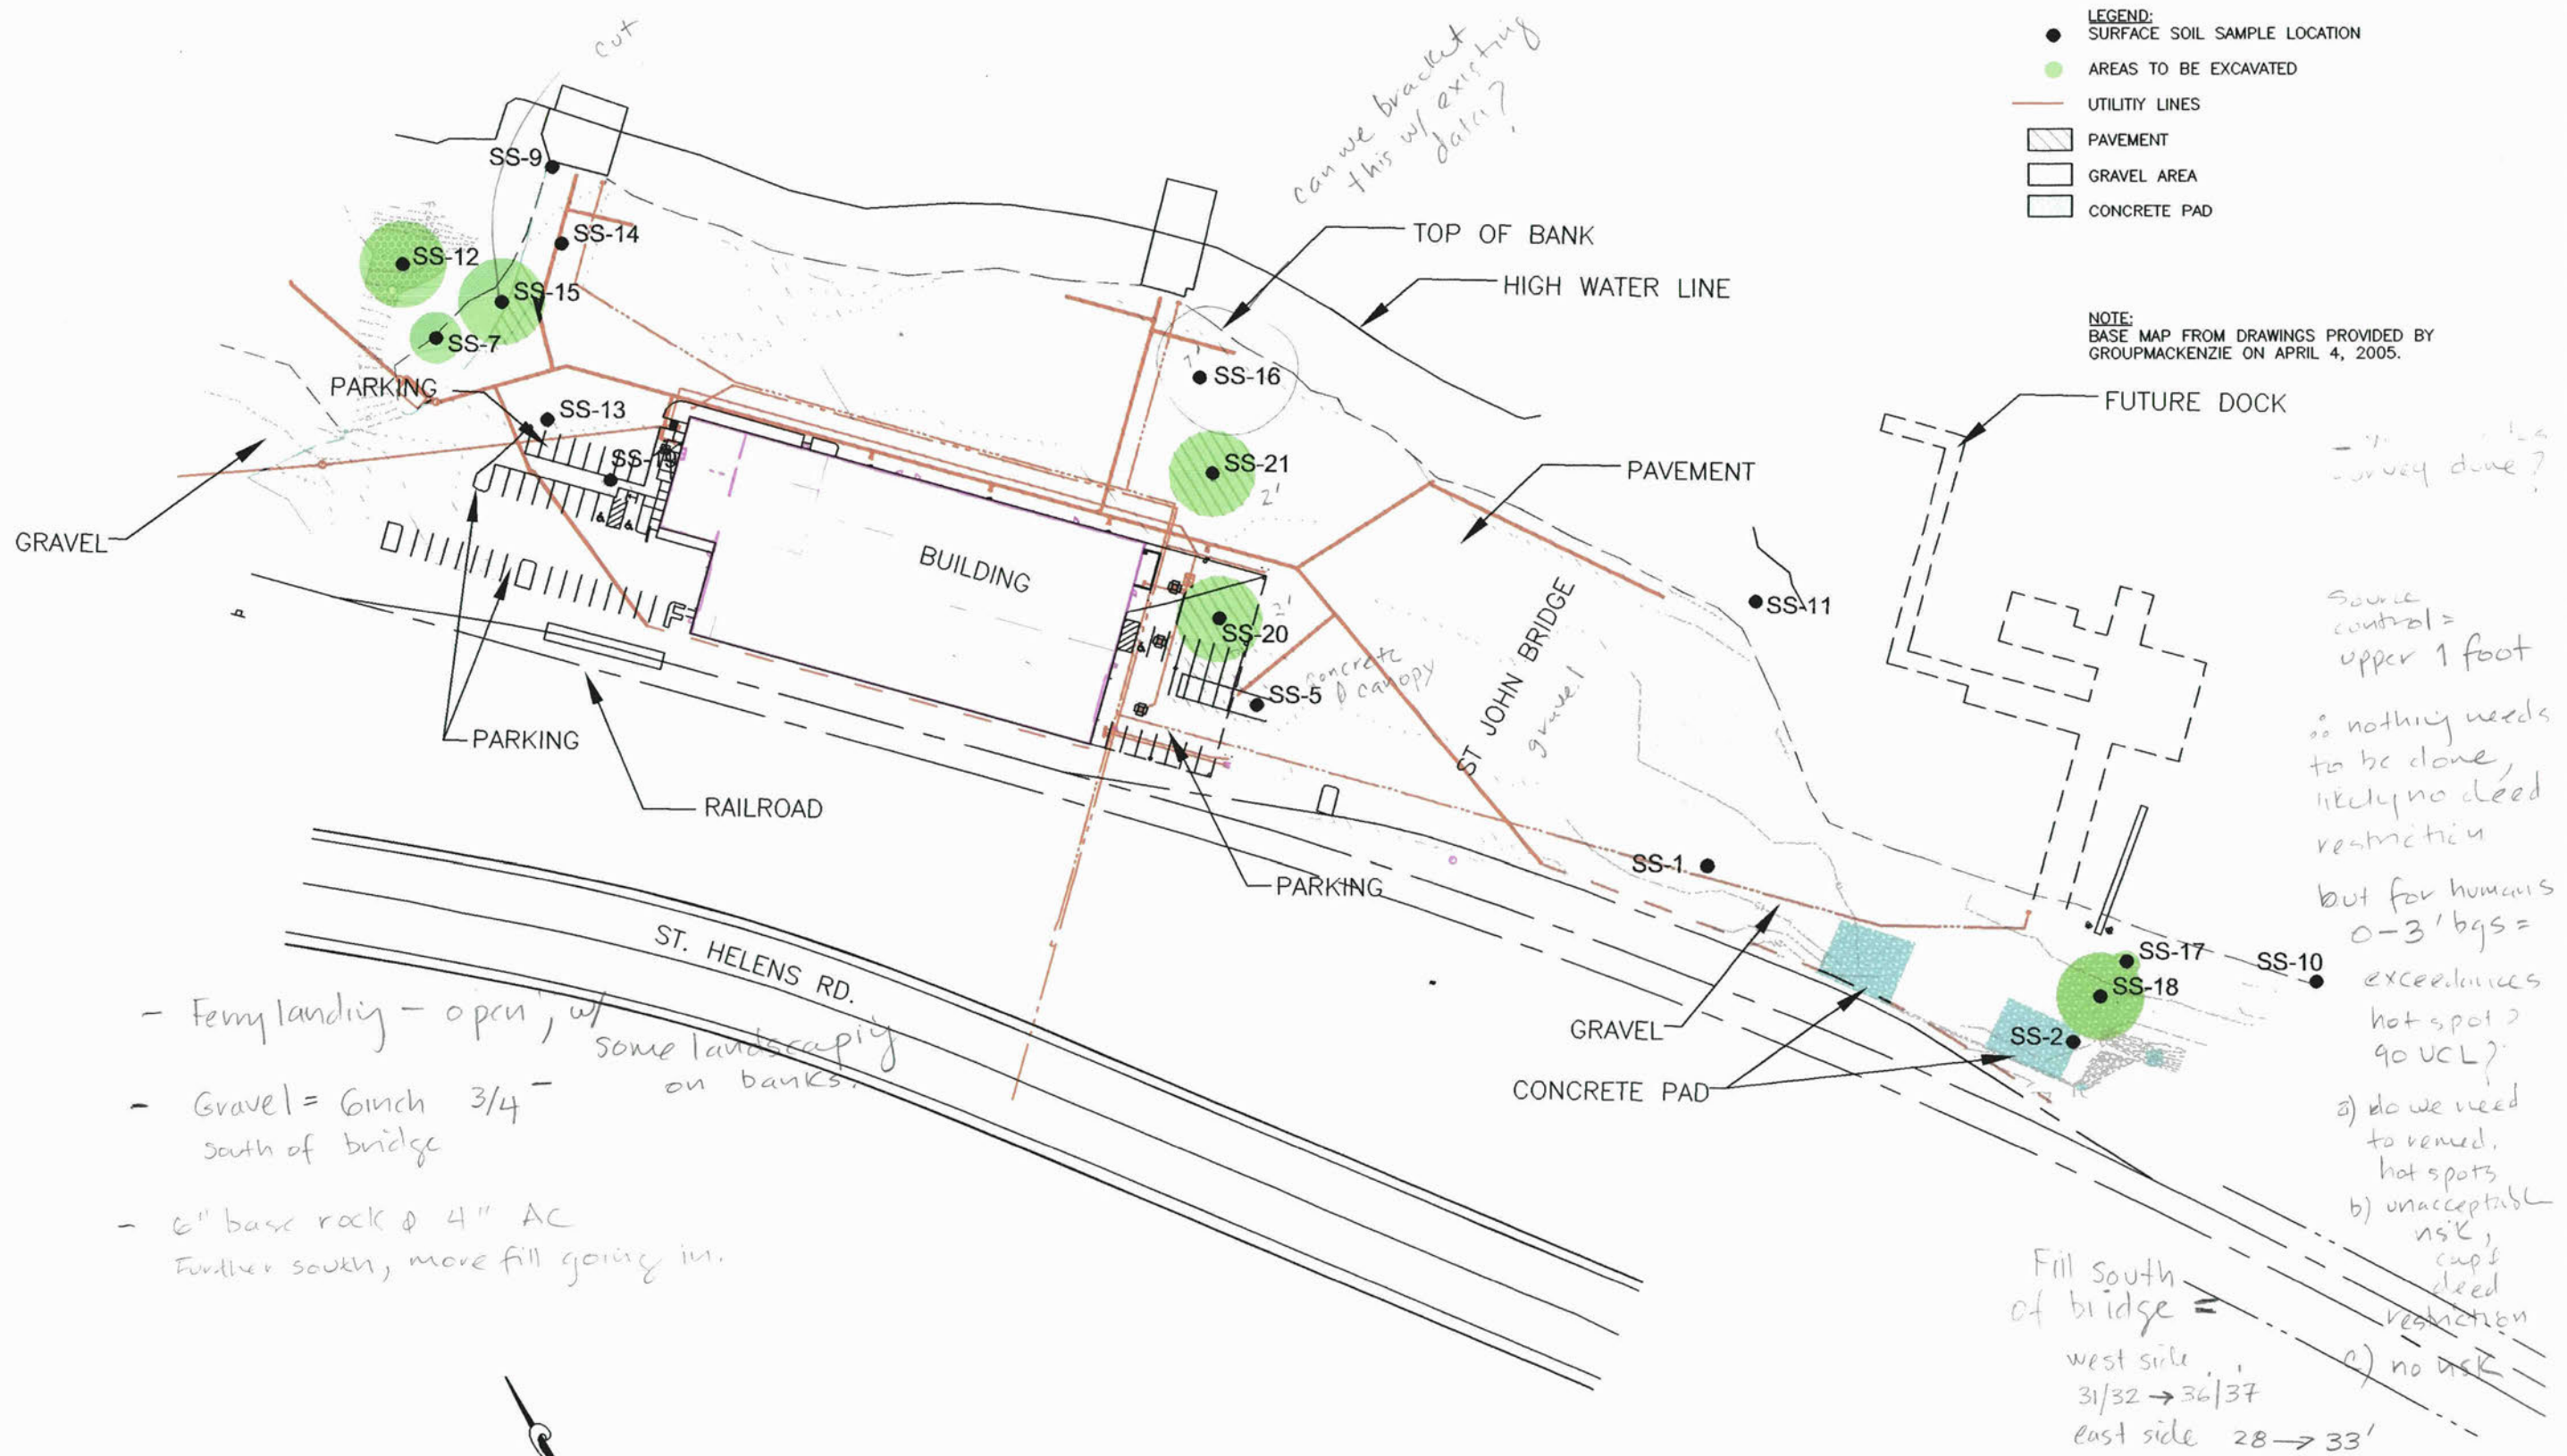 LEGEND:
SURFACE SOIL SAMPLE LOCATION
AREAS TO BE EXCAVATED
UTILITIY LINES
PAVEMENT
GRAVEL AREA
CONCRETE PAD
NOTE:
BASE MAP FROM DRAWINGS PROVIDED BY
GROUPMACKENZIE ON APRIL 4, 2005.
cut
can we bracket
this w/ existing
data?
SS-9
SS-14
SS-12
SS-15
SS-7
TOP OF BANK
HIGH WATER LINE
SS-16
2'
FUTURE DOCK
PARKING
SS-13
SS-21
2'
PAVEMENT
survey done?
GRAVEL
BUILDING
SS-20
2'
SS-5
concrete
canopy
ST JOHN BRIDGE
gravel
SS-11
Source
control =
upper 1 foot
∴ nothing needs
to be done,
likely no deed
restriction
but for humans
0-3' bgs =
exceedances
hot spot?
90 UCL?
a) do we need
to remed.
hot spots
b) unacceptable
risk,
deed
restriction
c) no risk
PARKING
RAILROAD
PARKING
SS-1
ST. HELENS RD.
SS-17
SS-10
SS-18
SS-2
GRAVEL
CONCRETE PAD
- Ferry landing - open, w/
some landscaping
on banks.
- Gravel = 6inch 3/4 -
south of bridge
- 6" base rock & 4" AC
Further south, more fill going in.
Fill south
of bridge =
west side
31/32 → 36/37'
east side 28 → 33'